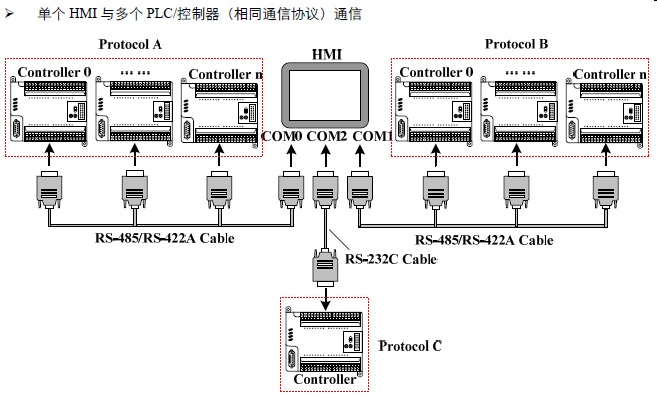 ➢ 单个 HMI 与多个 PLC/控制器（相同通信协议）通信
Protocol A
HMI
Protocol B
Controller 0
... ...
Controller n
Controller 0
... ...
Controller n
COM0 COM2 COM1
RS-485/RS-422A Cable
RS-485/RS-422A Cable
RS-232C Cable
Protocol C
Controller